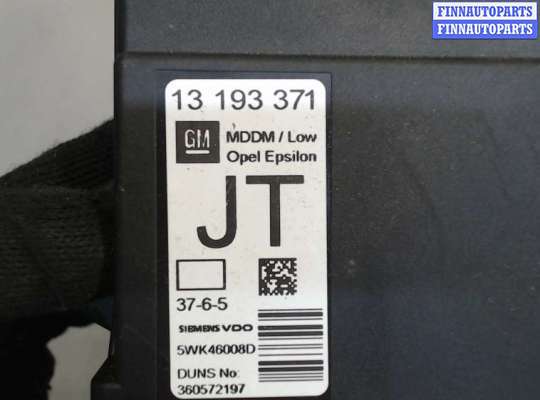 FINNAUTOPARTS
FINNAUTOPARTS
13 193 371
GM MDDM / Low
Opel Epsilon
JT
37-6-5
SIEMENS VDO
5WK46008D
DUNS No:
360572197